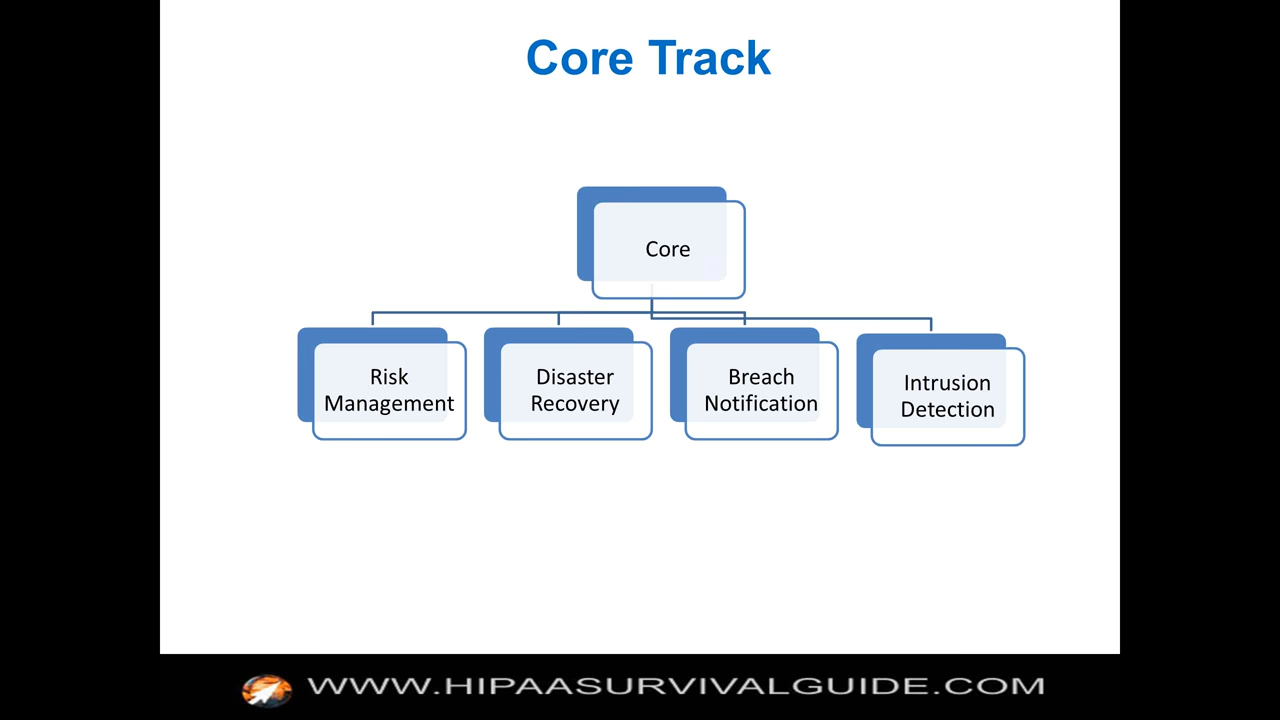 Core Track
Core
Risk
Management
Disaster
Recovery
Breach
Notification
Intrusion
Detection
WWW.HIPAASURVIVALGUIDE.COM